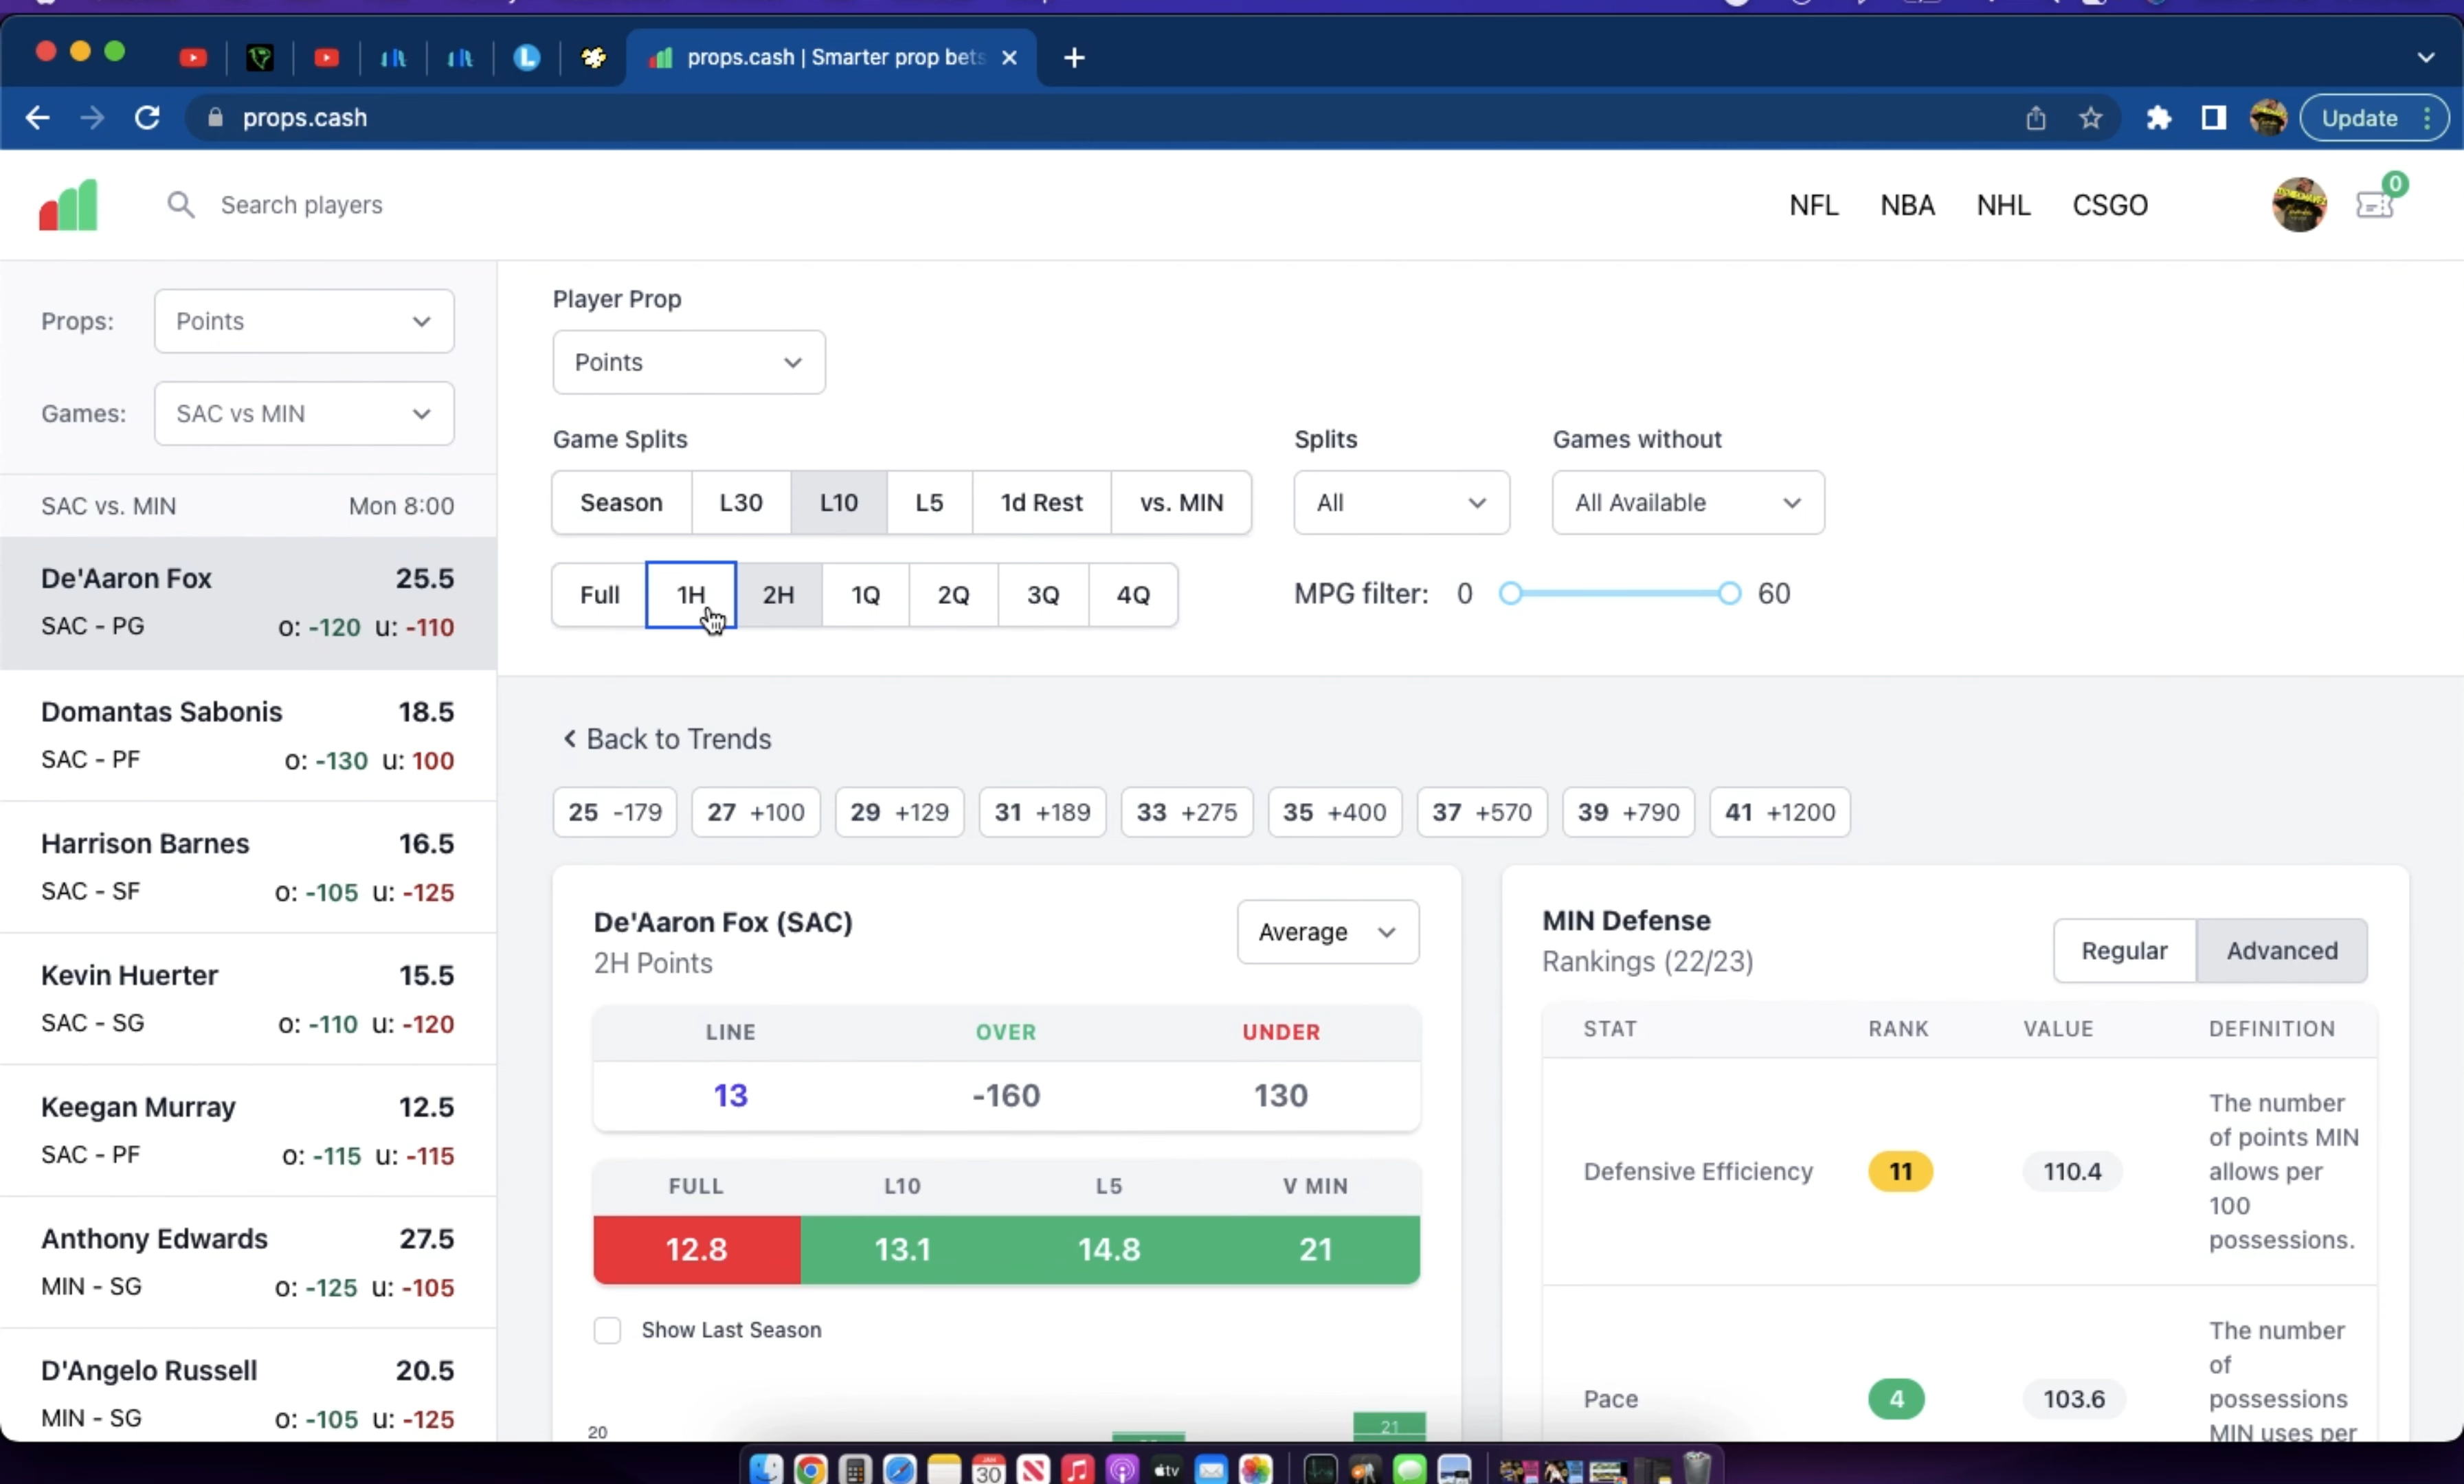 props.cash | Smarter prop bets
props.cash
Update
Search players
NFL NBA NHL CSGO
0
Props: Points
Games: SAC vs MIN
SAC vs. MIN Mon 8:00
De'Aaron Fox 25.5
SAC - PG o: -120 u: -110
Domantas Sabonis 18.5
SAC - PF o: -130 u: 100
Harrison Barnes 16.5
SAC - SF o: -105 u: -125
Kevin Huerter 15.5
SAC - SG o: -110 u: -120
Keegan Murray 12.5
SAC - PF o: -115 u: -115
Anthony Edwards 27.5
MIN - SG o: -125 u: -105
D'Angelo Russell 20.5
MIN - SG o: -105 u: -125
Player Prop
Points
Game Splits Splits Games without
Season L30 L10 L5 1d Rest vs. MIN All All Available
Full 1H 2H 1Q 2Q 3Q 4Q MPG filter: 0 60
Back to Trends
25 -179 27 +100 29 +129 31 +189 33 +275 35 +400 37 +570 39 +790 41 +1200
De'Aaron Fox (SAC)
2H Points
Average
LINE OVER UNDER
13 -160 130
FULL L10 L5 V MIN
12.8 13.1 14.8 21
Show Last Season
20
21
MIN Defense
Rankings (22/23)
Regular Advanced
STAT RANK VALUE DEFINITION
Defensive Efficiency 11 110.4
The number
of points MIN
allows per
100
possessions.
Pace 4 103.6
The number
of
possessions
MIN uses per
JAN
30
tv